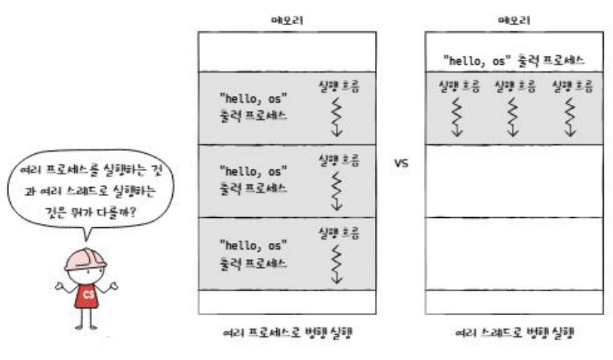 메모리
"hello, os"
출력 프로세스
실행 흐름
"hello, os"
출력 프로세스
실행 흐름
"hello, os"
출력 프로세스
실행 흐름
여러 프로세스로 병행 실행
vs
메모리
"hello, os" 출력 프로세스
실행 흐름 실행 흐름 실행 흐름
여러 스레드로 병행 실행
여러 프로세스를 실행하는 것
과 여러 스레드로 실행하는
것은 뭐가 다를까?
CS